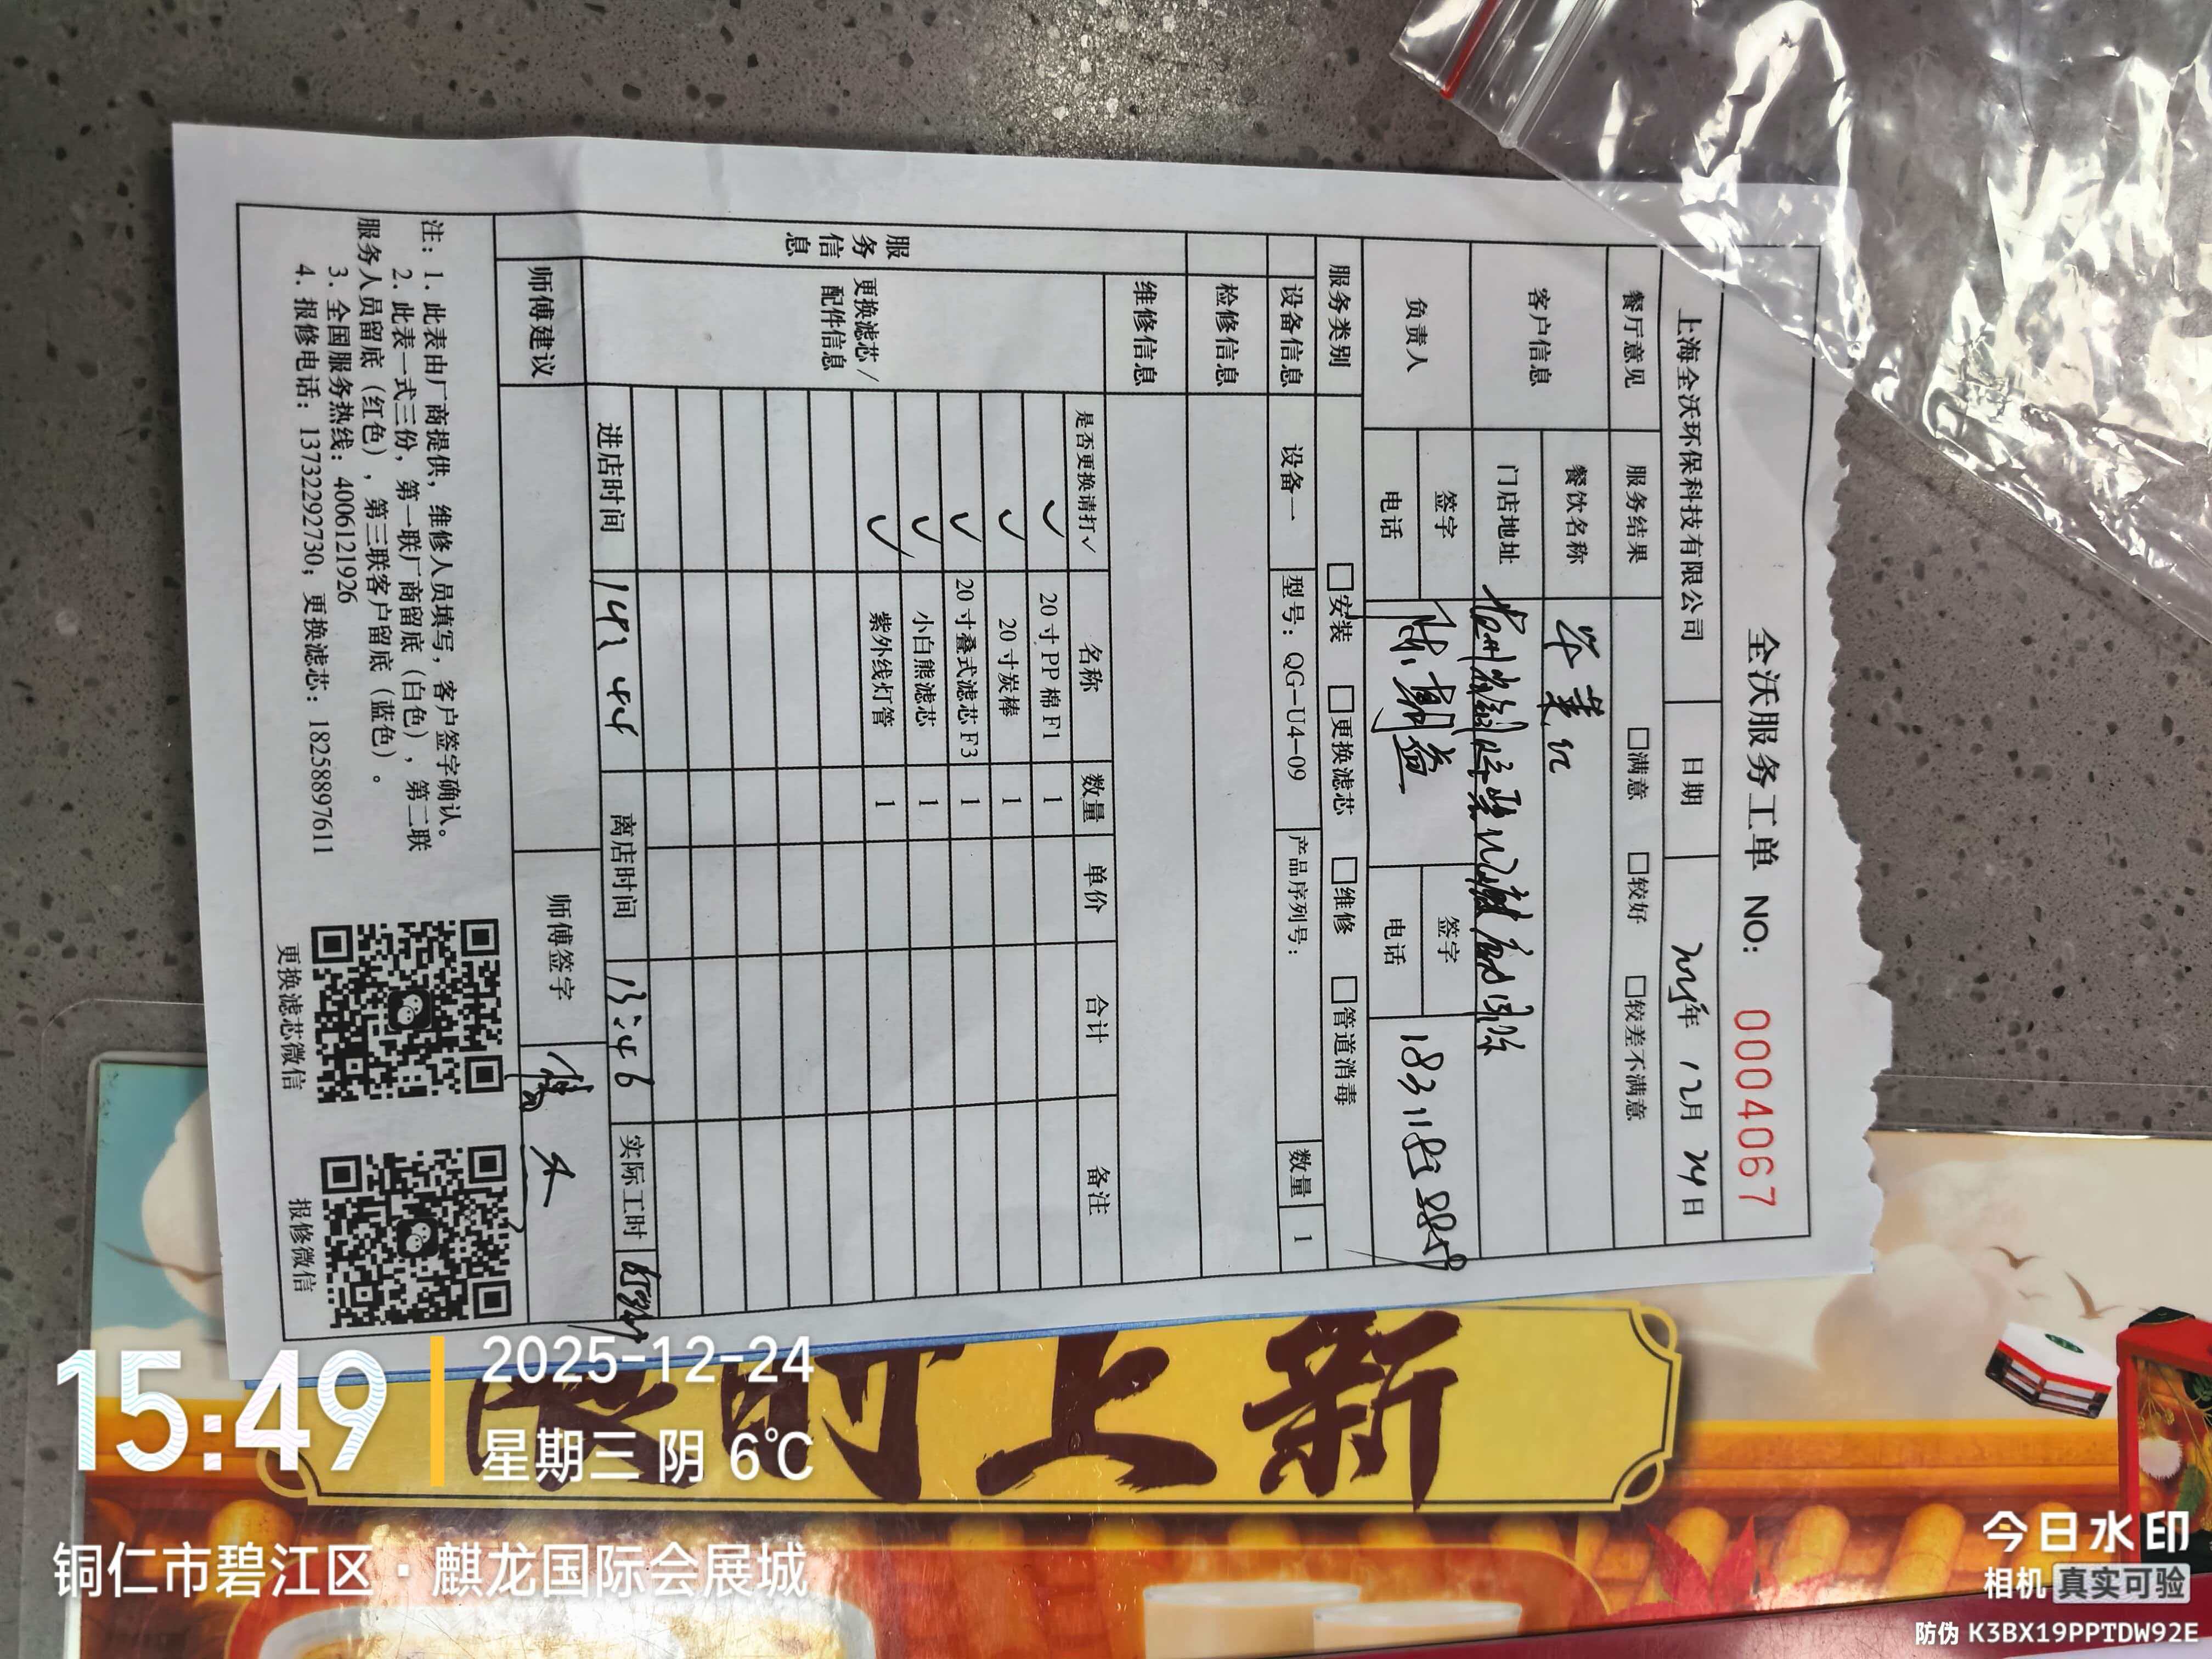 全沃服务工单 NO: 0004067
上海全沃环保科技有限公司 日期 2025年 12月 24日
餐厅意见 服务结果 □满意 □较好 □较差不满意
客户信息 餐饮名称
门店地址
负责人 签字 签字
电话 电话
服务类别 □安装 □更换滤芯 □维修 □管道消毒
设备信息 设备一 型号: QG-U4-09 产品序列号: 数量 1
检修信息
维修信息
服务信息
更换滤芯/配件信息
是否更换请打√ 名称 数量 单价 合计 备注
✓ 20寸PP棉F1 1
✓ 20寸炭棒 1
✓ 20寸叠式滤芯F3 1
✓ 小白熊滤芯 1
✓ 紫外线灯管 1
进店时间 离店时间 实际工时
师傅建议 师傅签字
注: 1. 此表由厂商提供, 维修人员填写, 客户签字确认。
2. 此表一式三份, 第一联厂商留底(白色), 第二联
服务人员留底(红色), 第三联客户留底(蓝色)。
3. 全国服务热线: 4006121926
4. 报修电话: 13732292730; 更换滤芯: 18258897611
更换滤芯微信 报修微信
上新
15:49
2025-12-24
星期三 阴 6℃
铜仁市碧江区·麒龙国际会展城
今日水印
相机 真实可验
防伪 K3BX19PPTDW92E